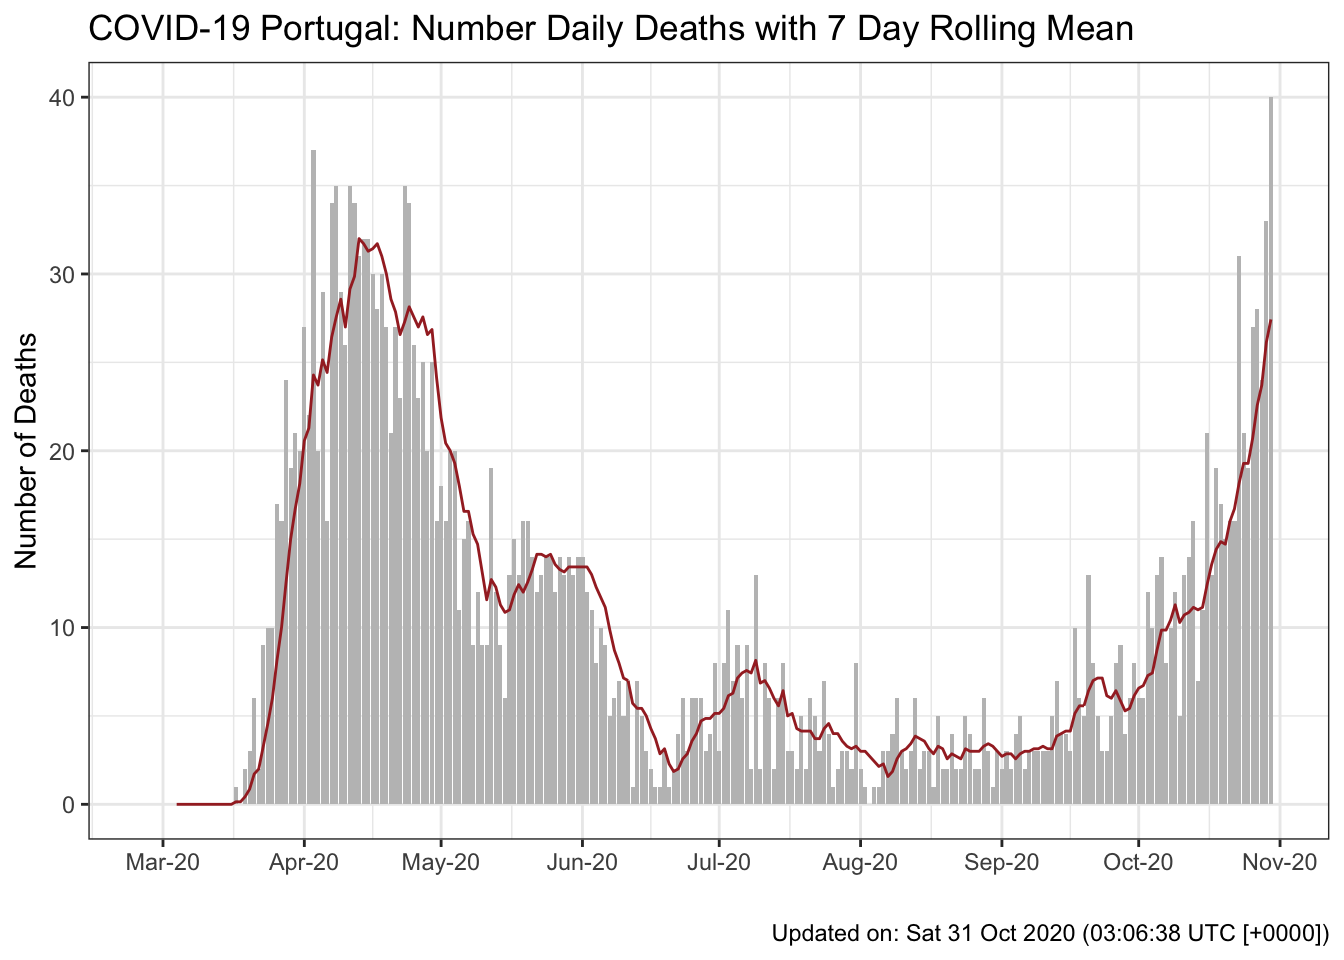 COVID-19 Portugal: Number Daily Deaths with 7 Day Rolling Mean
Number of Deaths
40
30
20
10
0
Mar-20 Apr-20 May-20 Jun-20 Jul-20 Aug-20 Sep-20 Oct-20 Nov-20
Updated on: Sat 31 Oct 2020 (03:06:38 UTC [+0000])